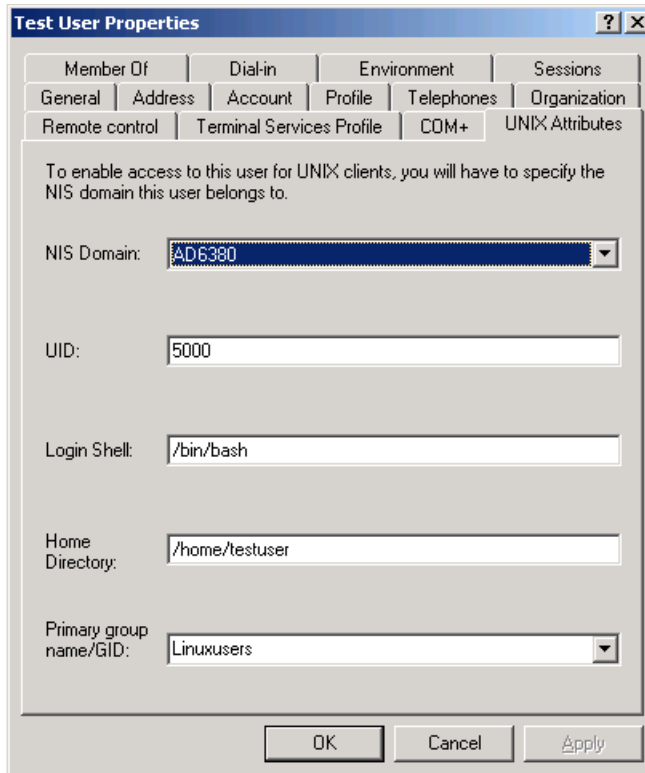 Test User Properties
Member Of Dial-in Environment Sessions
General Address Account Profile Telephones Organization
Remote control Terminal Services Profile COM+ UNIX Attributes
To enable access to this user for UNIX clients, you will have to specify the
NIS domain this user belongs to.
NIS Domain: AD6380
UID: 5000
Login Shell: /bin/bash
Home
Directory: /home/testuser
Primary group
name/GID: Linuxusers
OK Cancel Apply